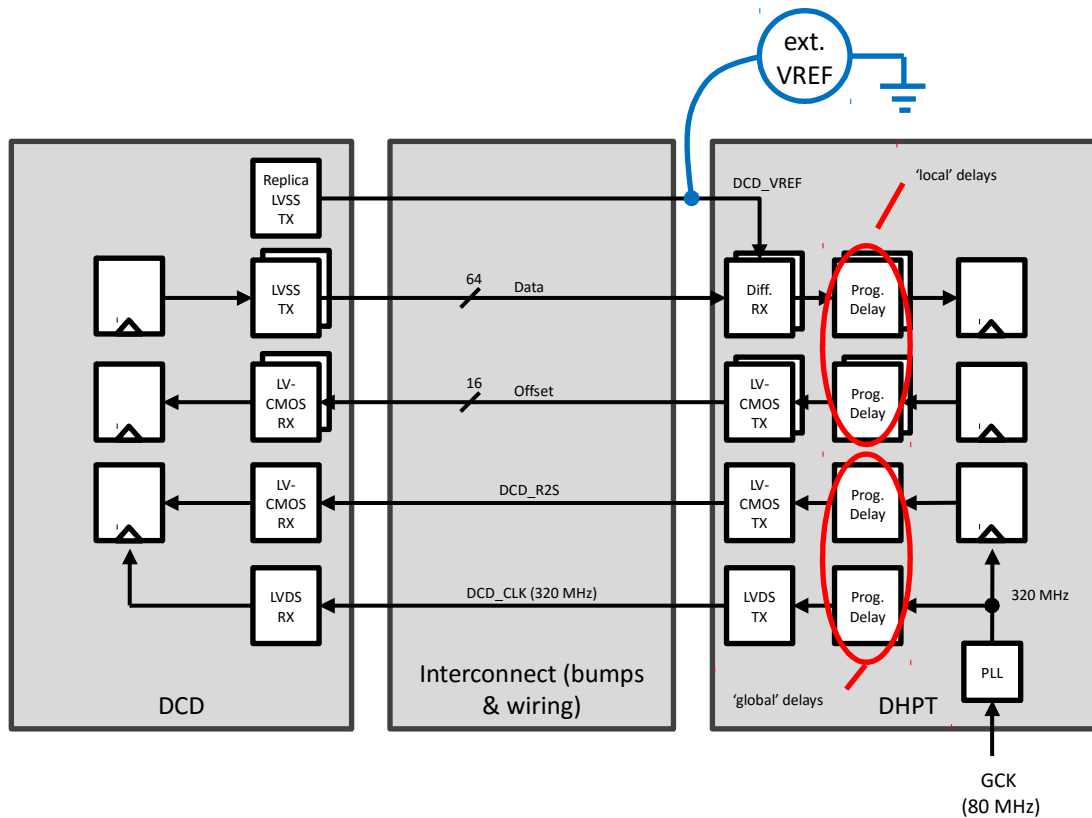 ext.
VREF
Replica
LVSS
TX
DCD_VREF
'local' delays
LVSS
TX
64
Data
Diff.
RX
Prog.
Delay
LV-
CMOS
RX
16
Offset
LV-
CMOS
TX
Prog.
Delay
LV-
CMOS
RX
DCD_R2S
LV-
CMOS
TX
Prog.
Delay
LVDS
RX
DCD_CLK (320 MHz)
LVDS
TX
Prog.
Delay
320 MHz
PLL
'global' delays
DCD
Interconnect (bumps
& wiring)
DHPT
GCK
(80 MHz)